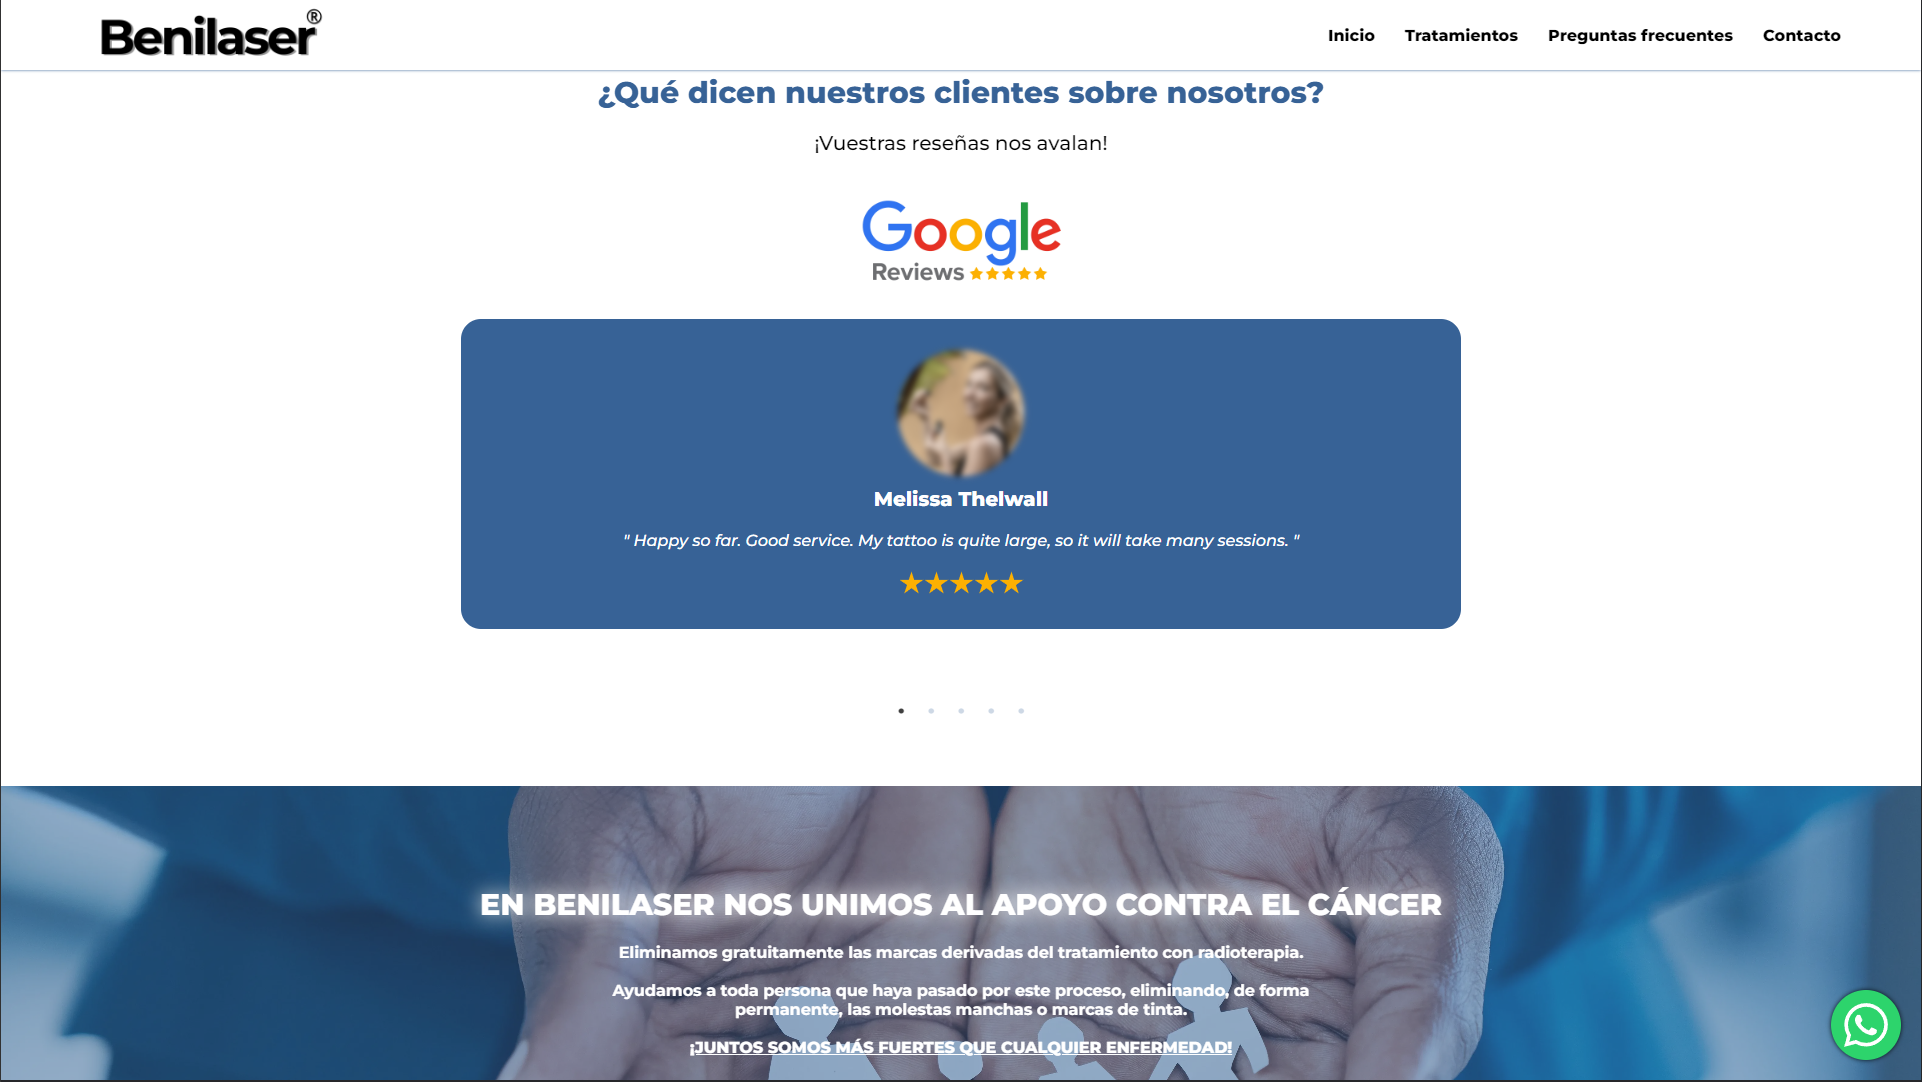 Benilaser®
Inicio Tratamientos Preguntas frecuentes Contacto
¿Qué dicen nuestros clientes sobre nosotros?
¡Vuestras reseñas nos avalan!
Google
Reviews ★★★★★
Melissa Thelwall
" Happy so far. Good service. My tattoo is quite large, so it will take many sessions. "
★★★★★
EN BENILASER NOS UNIMOS AL APOYO CONTRA EL CÁNCER
Eliminamos gratuitamente las marcas derivadas del tratamiento con radioterapia.
Ayudamos a toda persona que haya pasado por este proceso, eliminando, de forma
permanente, las molestas manchas o marcas de tinta.
¡JUNTOS SOMOS MÁS FUERTES QUE CUALQUIER ENFERMEDAD!